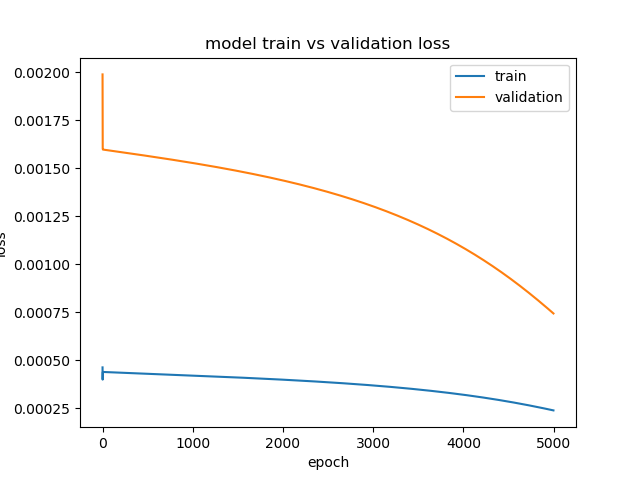 model train vs validation loss
train
validation
0.00200
0.00175
0.00150
0.00125
0.00100
0.00075
0.00050
0.00025
loss
0 1000 2000 3000 4000 5000
epoch